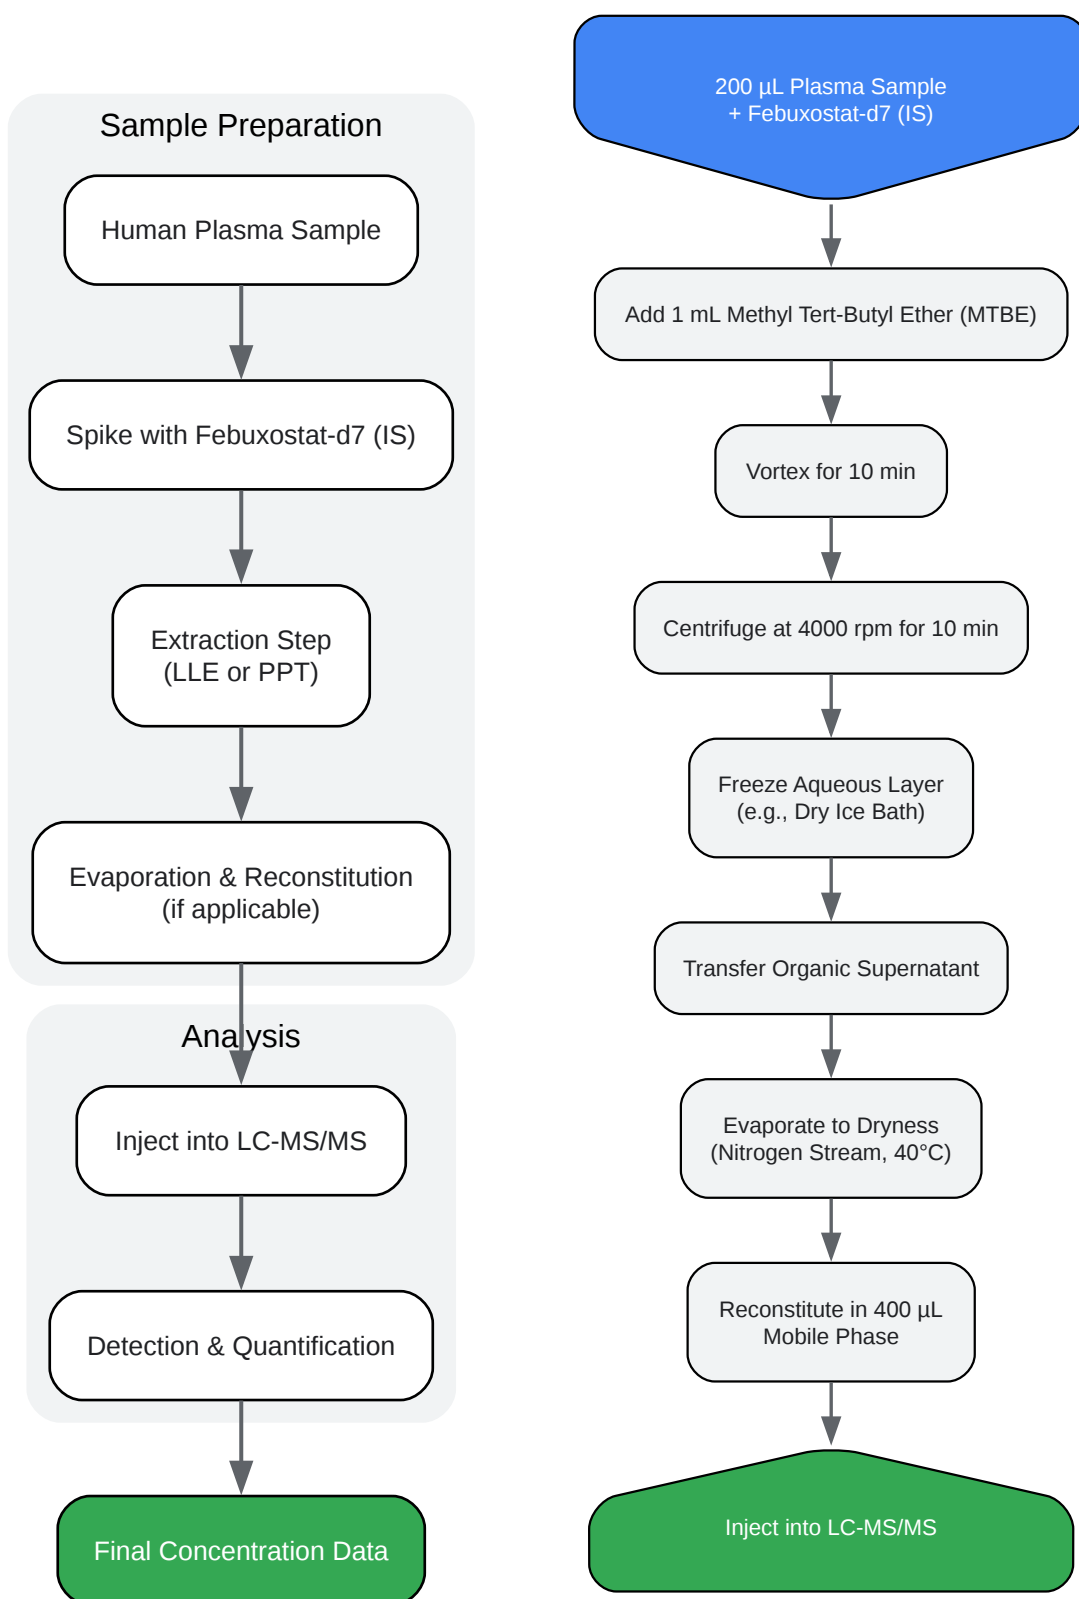 Sample Preparation
Human Plasma Sample
Spike with Febuxostat-d7 (IS)
Extraction Step
(LLE or PPT)
Evaporation & Reconstitution
(if applicable)
Analysis
Inject into LC-MS/MS
Detection & Quantification
Final Concentration Data
200 µL Plasma Sample
+ Febuxostat-d7 (IS)
Add 1 mL Methyl Tert-Butyl Ether (MTBE)
Vortex for 10 min
Centrifuge at 4000 rpm for 10 min
Freeze Aqueous Layer
(e.g., Dry Ice Bath)
Transfer Organic Supernatant
Evaporate to Dryness
(Nitrogen Stream, 40°C)
Reconstitute in 400 µL
Mobile Phase
Inject into LC-MS/MS